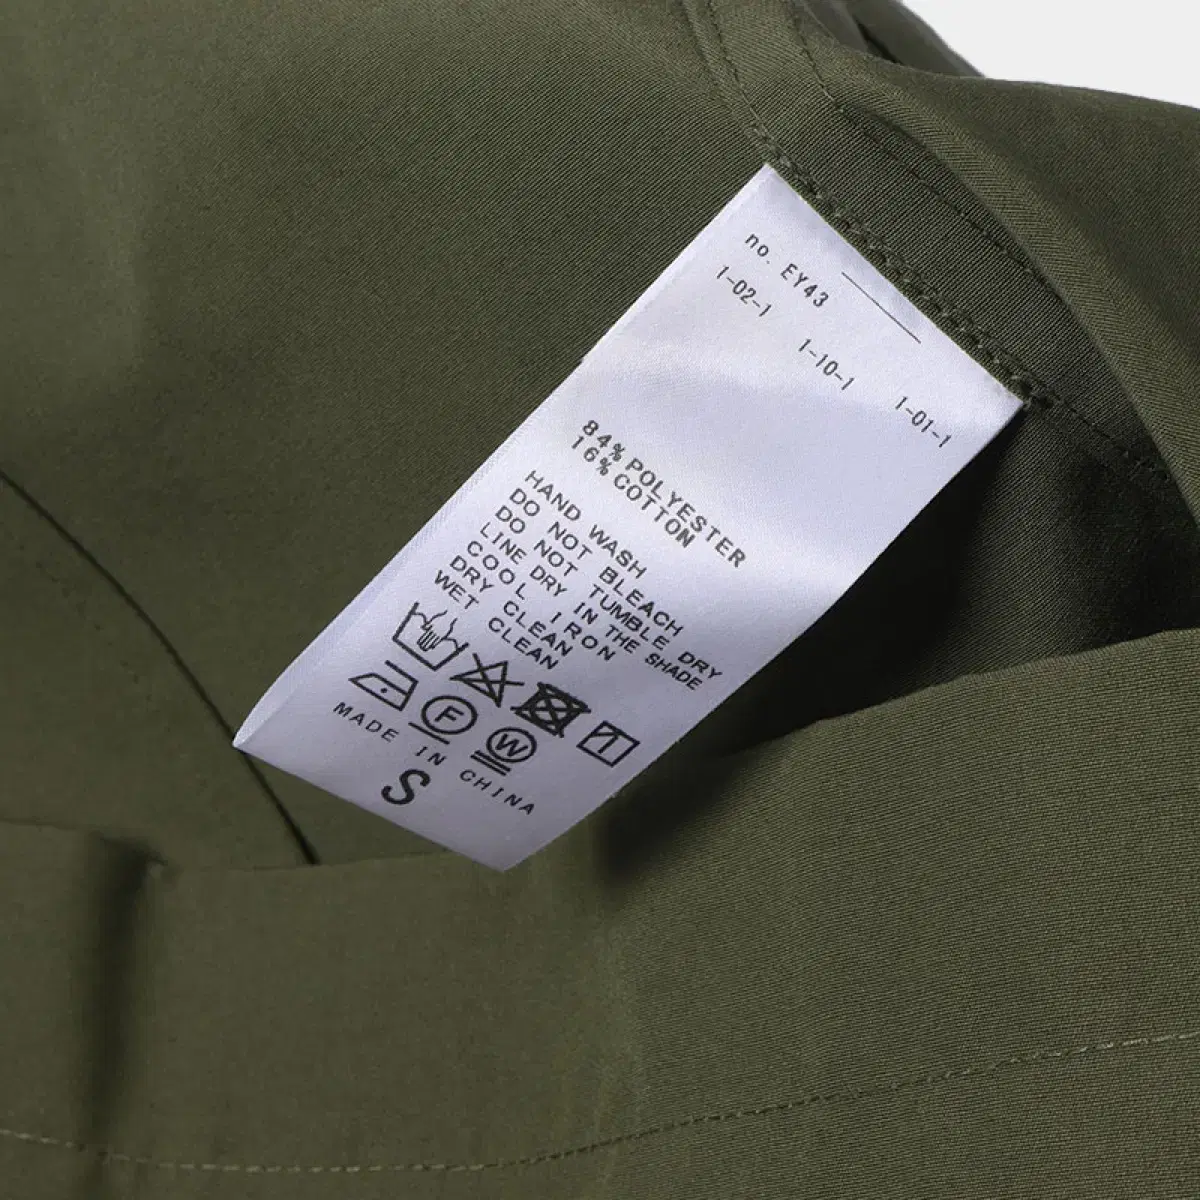 no. EY43
1-02-1
1-10-1
1-01-1
84% POLYESTER
16% COTTON
HAND WASH
DO NOT BLEACH
DO NOT TUMBLE DRY
LINE DRY IN THE SHADE
COOL IRON
DRY CLEAN
WET CLEAN
F
W
MADE IN CHINA
S